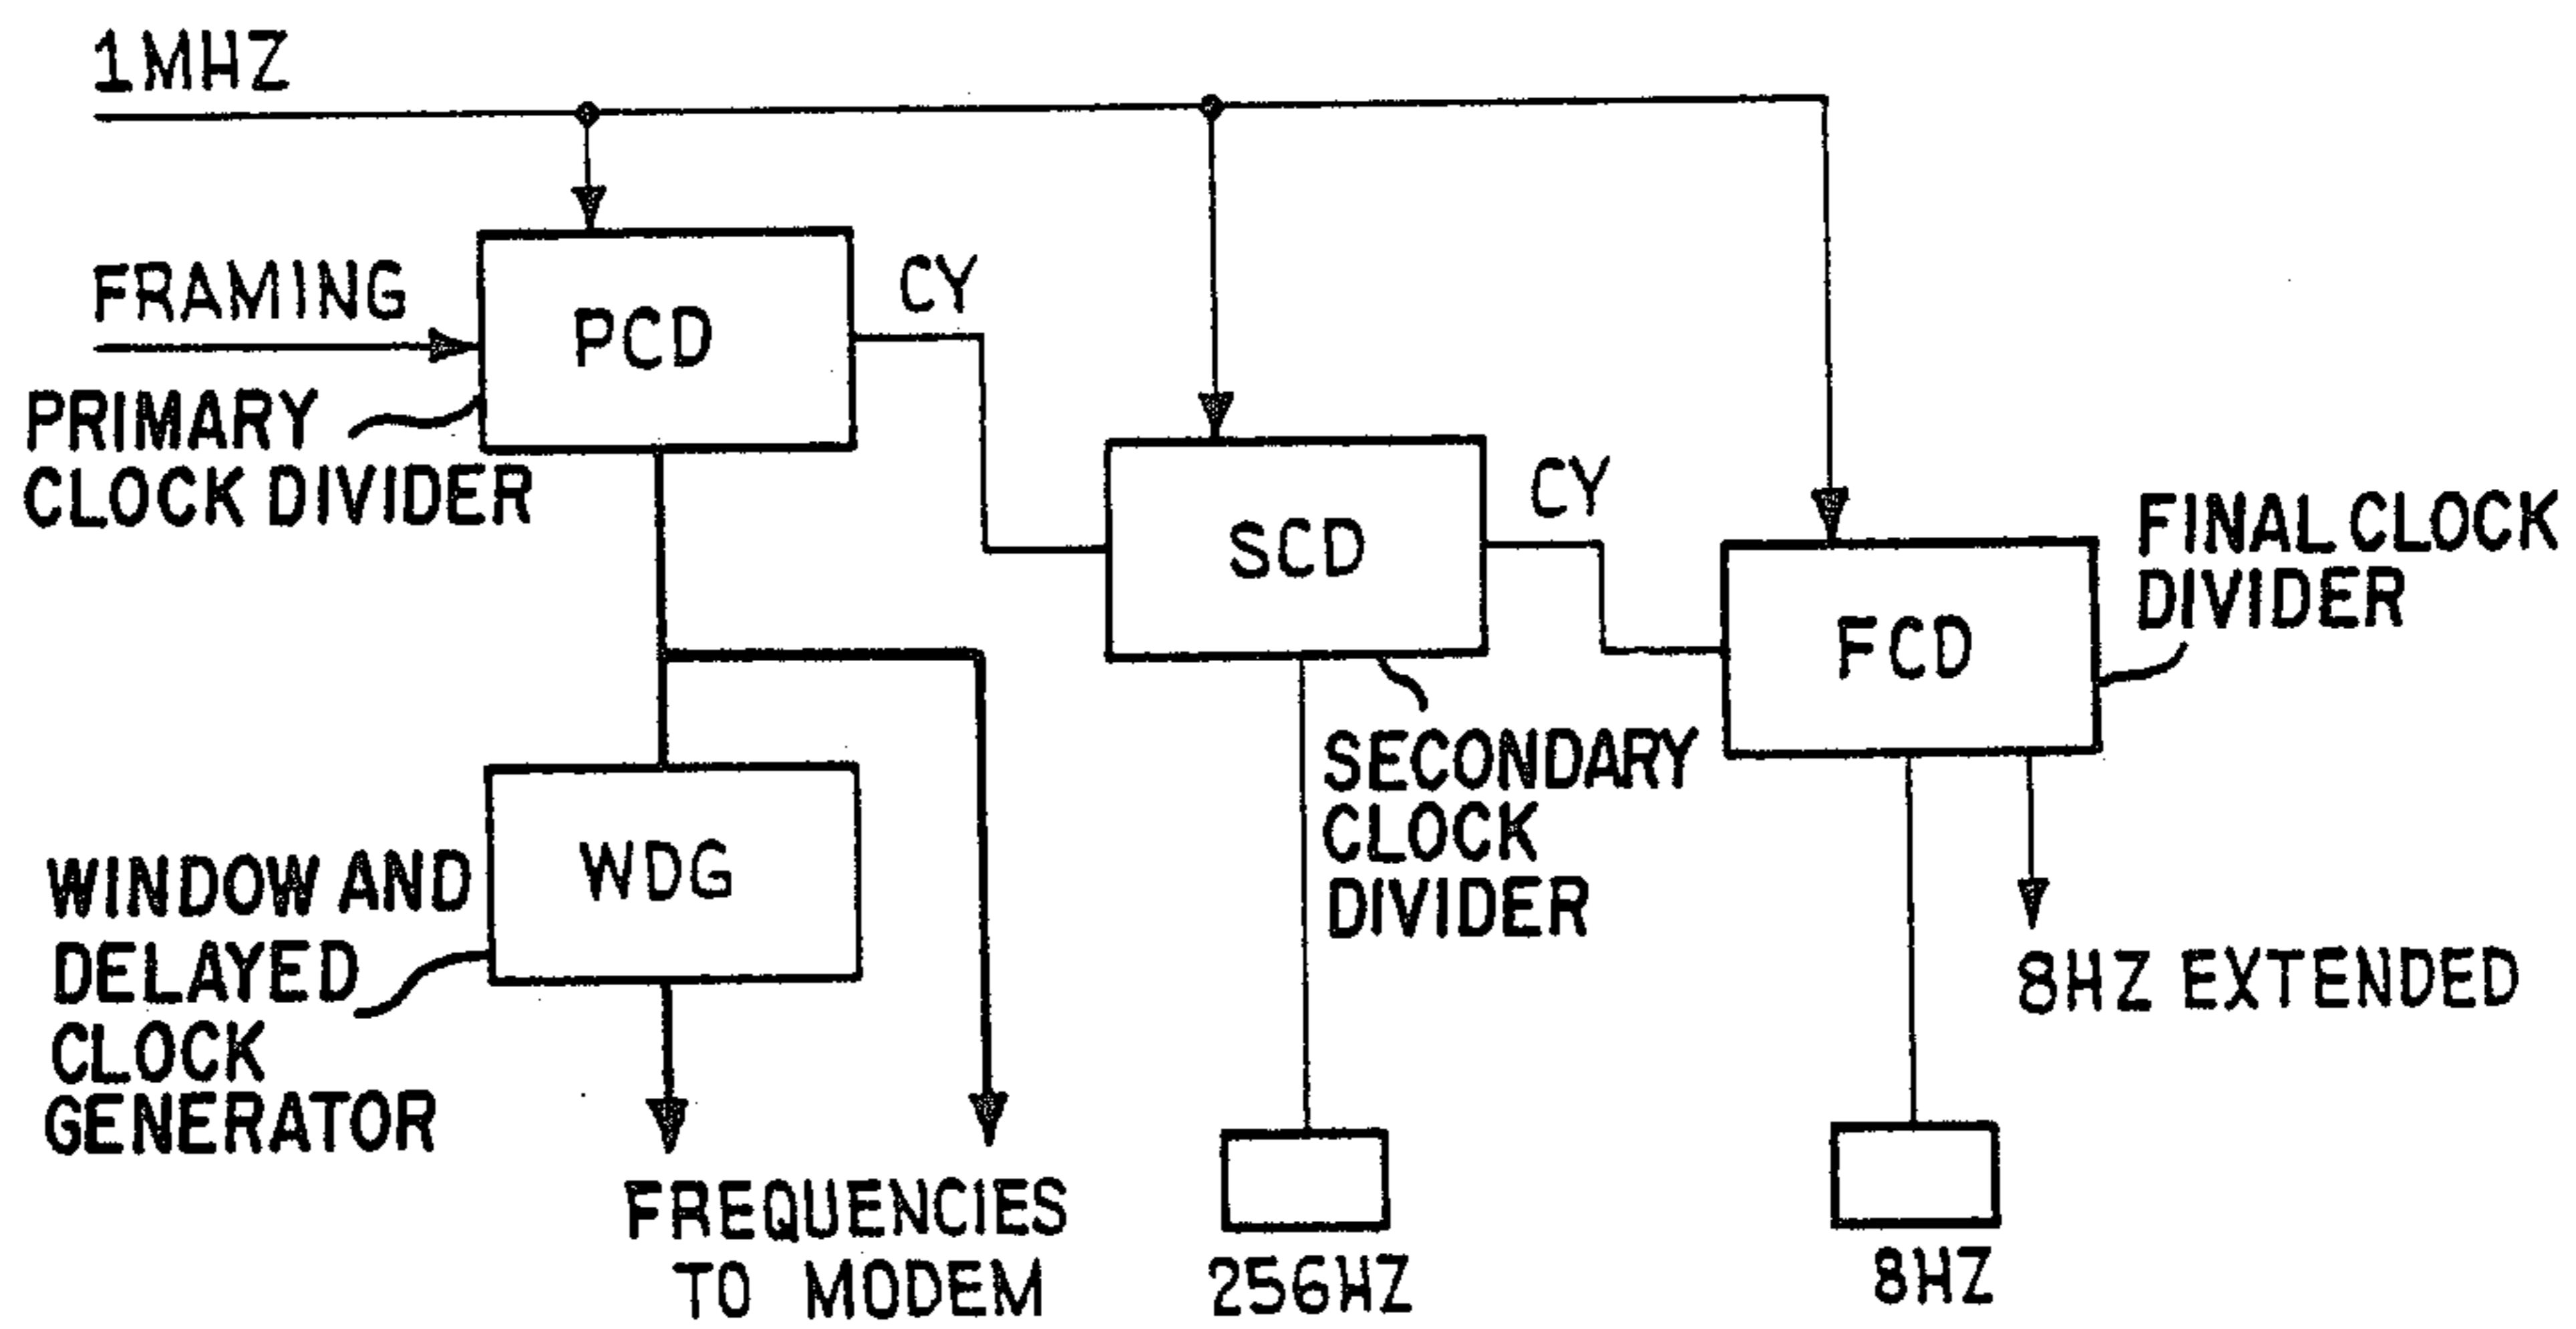 1MHZ
FRAMING
PCD
CY
PRIMARY
CLOCK DIVIDER
SCD
CY
FCD
FINAL CLOCK
DIVIDER
SECONDARY
CLOCK
DIVIDER
WDG
WINDOW AND
DELAYED
CLOCK
GENERATOR
8HZ EXTENDED
FREQUENCIES
TO MODEM
256HZ
8HZ